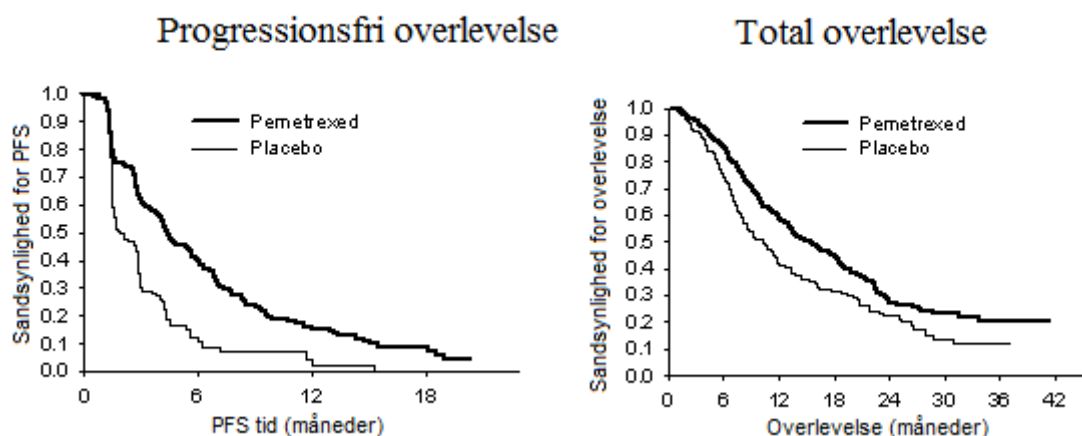 Progressionsfri overlevelse
Sandsynlighed for PFS
1.0
0.9
0.8
0.7
0.6
0.5
0.4
0.3
0.2
0.1
0.0
Pemetrexed
Placebo
0 6 12 18
PFS tid (måneder)
Total overlevelse
Sandsynlighed for overlevelse
1.0
0.9
0.8
0.7
0.6
0.5
0.4
0.3
0.2
0.1
0.0
Pemetrexed
Placebo
0 6 12 18 24 30 36 42
Overlevelse (måneder)